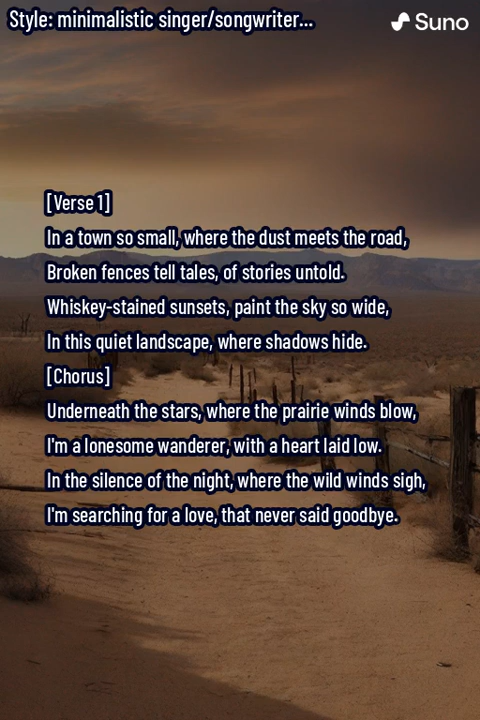 Style: minimalistic singer/songwriter...
Suno
[Verse 1]
In a town so small, where the dust meets the road,
Broken fences tell tales, of stories untold.
Whiskey-stained sunsets, paint the sky so wide,
In this quiet landscape, where shadows hide.
[Chorus]
Underneath the stars, where the prairie winds blow,
I'm a lonesome wanderer, with a heart laid low.
In the silence of the night, where the wild winds sigh,
I'm searching for a love, that never said goodbye.